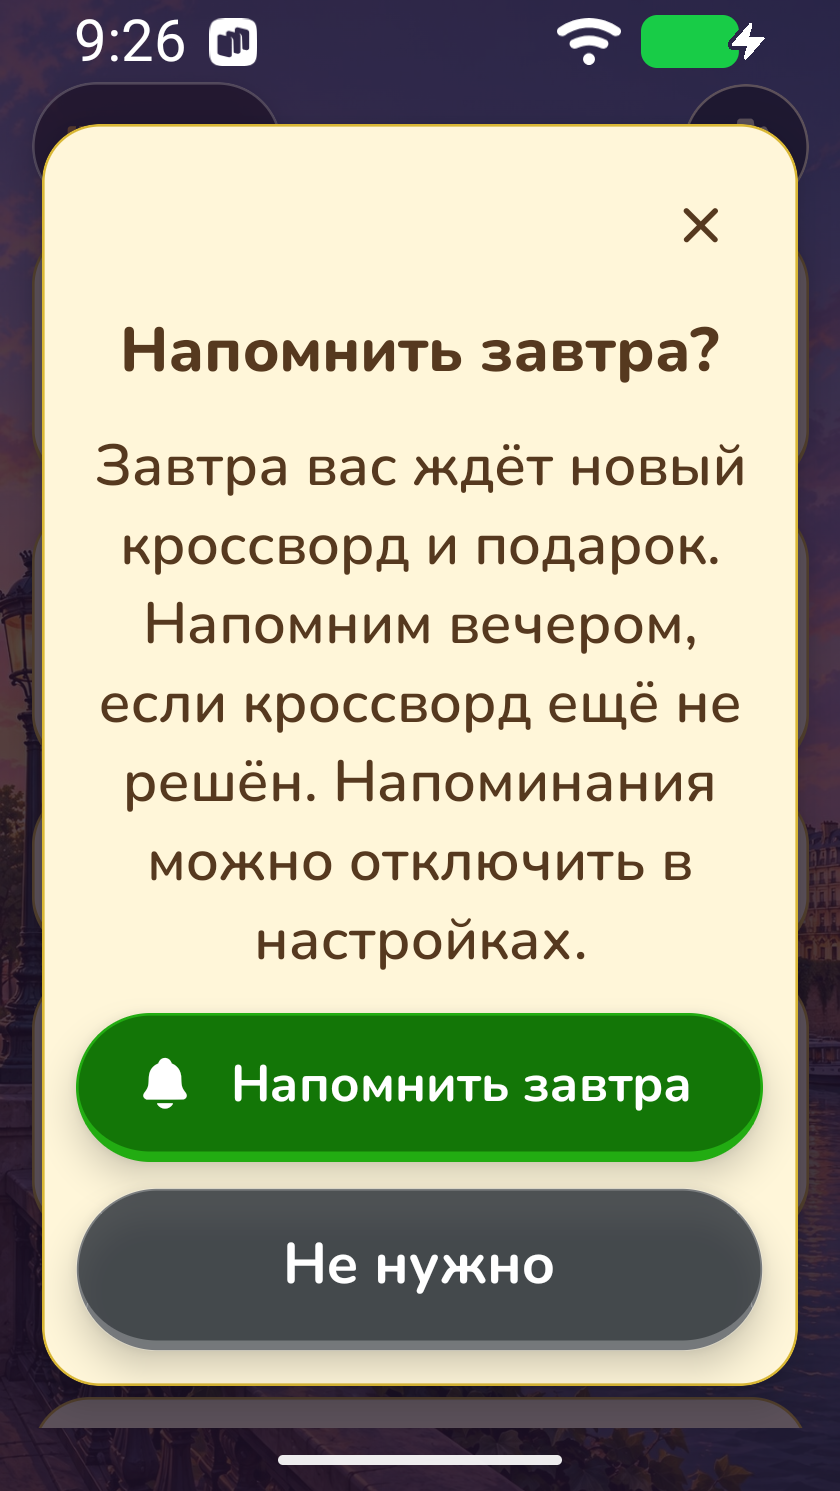 9:26
Напомнить завтра?
Завтра вас ждёт новый
кроссворд и подарок.
Напомним вечером,
если кроссворд ещё не
решён. Напоминания
можно отключить в
настройках.
Напомнить завтра
Не нужно